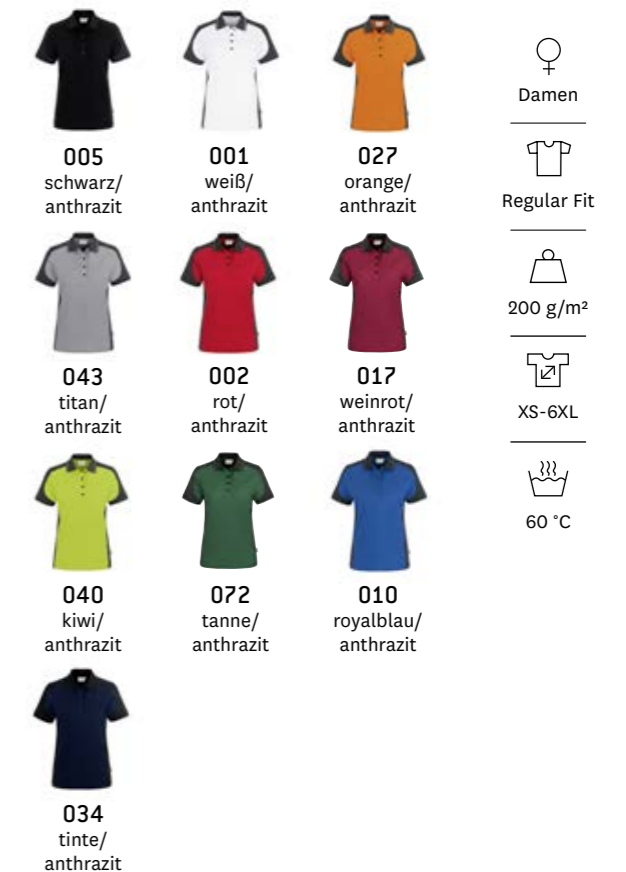 005
schwarz/
anthrazit
001
weiß/
anthrazit
027
orange/
anthrazit
043
titan/
anthrazit
002
rot/
anthrazit
017
weinrot/
anthrazit
040
kiwi/
anthrazit
072
tanne/
anthrazit
010
royalblau/
anthrazit
034
tinte/
anthrazit
Damen
Regular Fit
200 g/m²
XS-6XL
60 °C